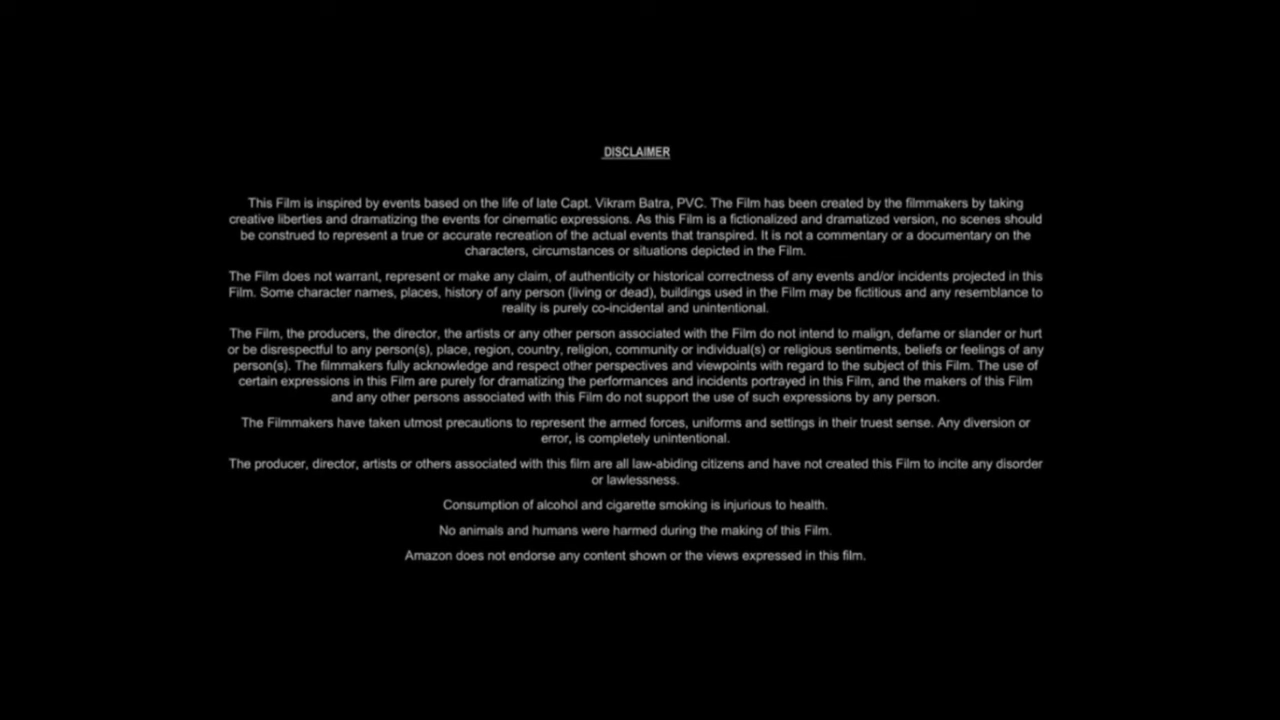 DISCLAIMER
This Film is inspired by events based on the life of late Capt. Vikram Batra, PVC. The Film has been created by the filmmakers by taking
creative liberties and dramatizing the events for cinematic expressions. As this Film is a fictionalized and dramatized version, no scenes should
be construed to represent a true or accurate recreation of the actual events that transpired. It is not a commentary or a documentary on the
characters, circumstances or situations depicted in the Film.
The Film does not warrant, represent or make any claim, of authenticity or historical correctness of any events and/or incidents projected in this
Film. Some character names, places, history of any person (living or dead), buildings used in the Film may be fictitious and any resemblance to
reality is purely co-incidental and unintentional.
The Film, the producers, the director, the artists or any other person associated with the Film do not intend to malign, defame or slander or hurt
or be disrespectful to any person(s), place, region, country, religion, community or individual(s) or religious sentiments, beliefs or feelings of any
person(s). The filmmakers fully acknowledge and respect other perspectives and viewpoints with regard to the subject of this Film. The use of
certain expressions in this Film are purely for dramatizing the performances and incidents portrayed in this Film, and the makers of this Film
and any other persons associated with this Film do not support the use of such expressions by any person.
The Filmmakers have taken utmost precautions to represent the armed forces, uniforms and settings in their truest sense. Any diversion or
error, is completely unintentional.
The producer, director, artists or others associated with this film are all law-abiding citizens and have not created this Film to incite any disorder
or lawlessness.
Consumption of alcohol and cigarette smoking is injurious to health.
No animals and humans were harmed during the making of this Film.
Amazon does not endorse any content shown or the views expressed in this film.